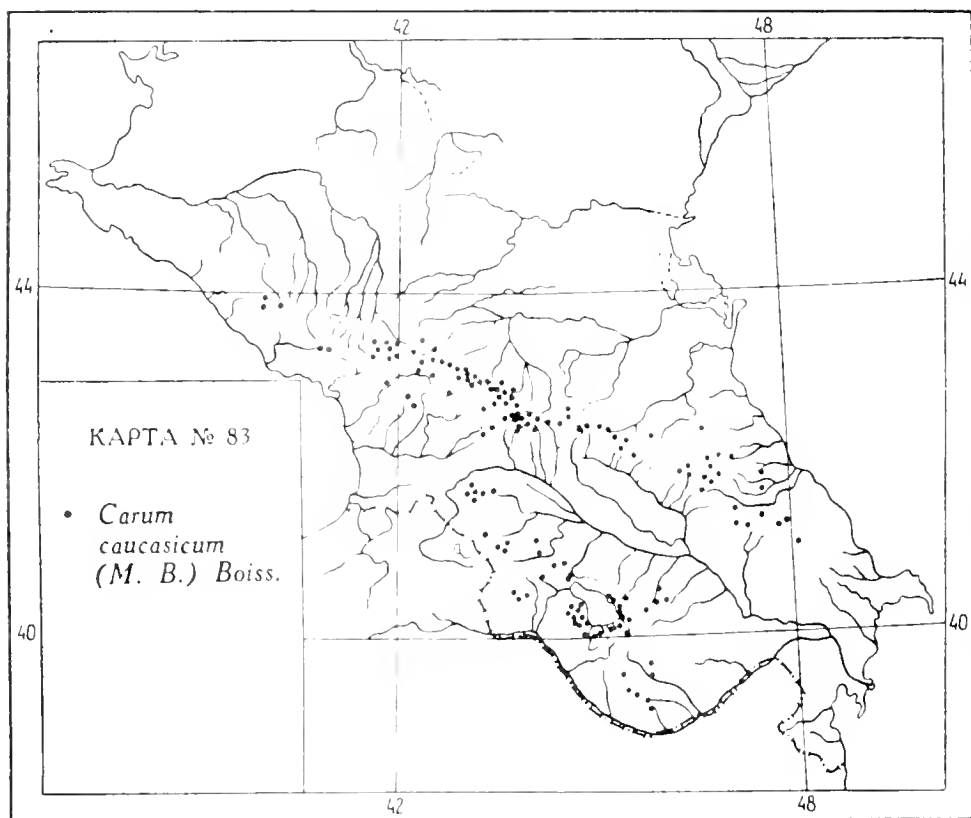 42 48
44 44
КАРТА № 83
• Carum
caucasicum
(M. B.) Boiss.
40 40
42 48